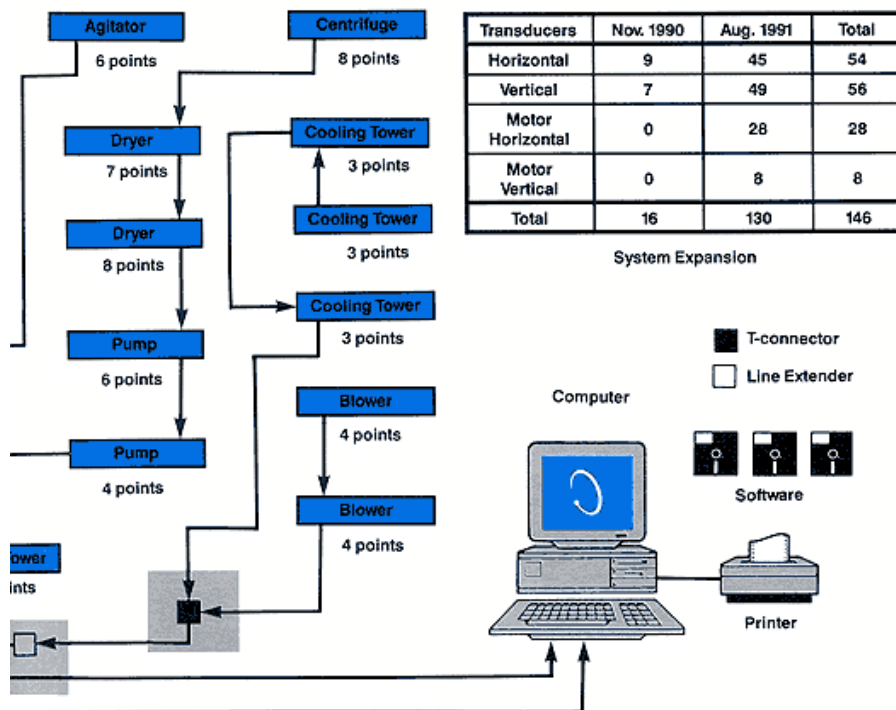 Agitator
6 points
Centrifuge
8 points
Dryer
7 points
Dryer
8 points
Pump
6 points
Pump
4 points
Cooling Tower
3 points
Cooling Tower
3 points
Cooling Tower
3 points
Blower
4 points
Blower
4 points
ower
ints
Transducers Nov. 1990 Aug. 1991 Total
Horizontal 9 45 54
Vertical 7 49 56
Motor
Horizontal 0 28 28
Motor
Vertical 0 8 8
Total 16 130 146
System Expansion
T-connector
Line Extender
Computer
Software
Printer